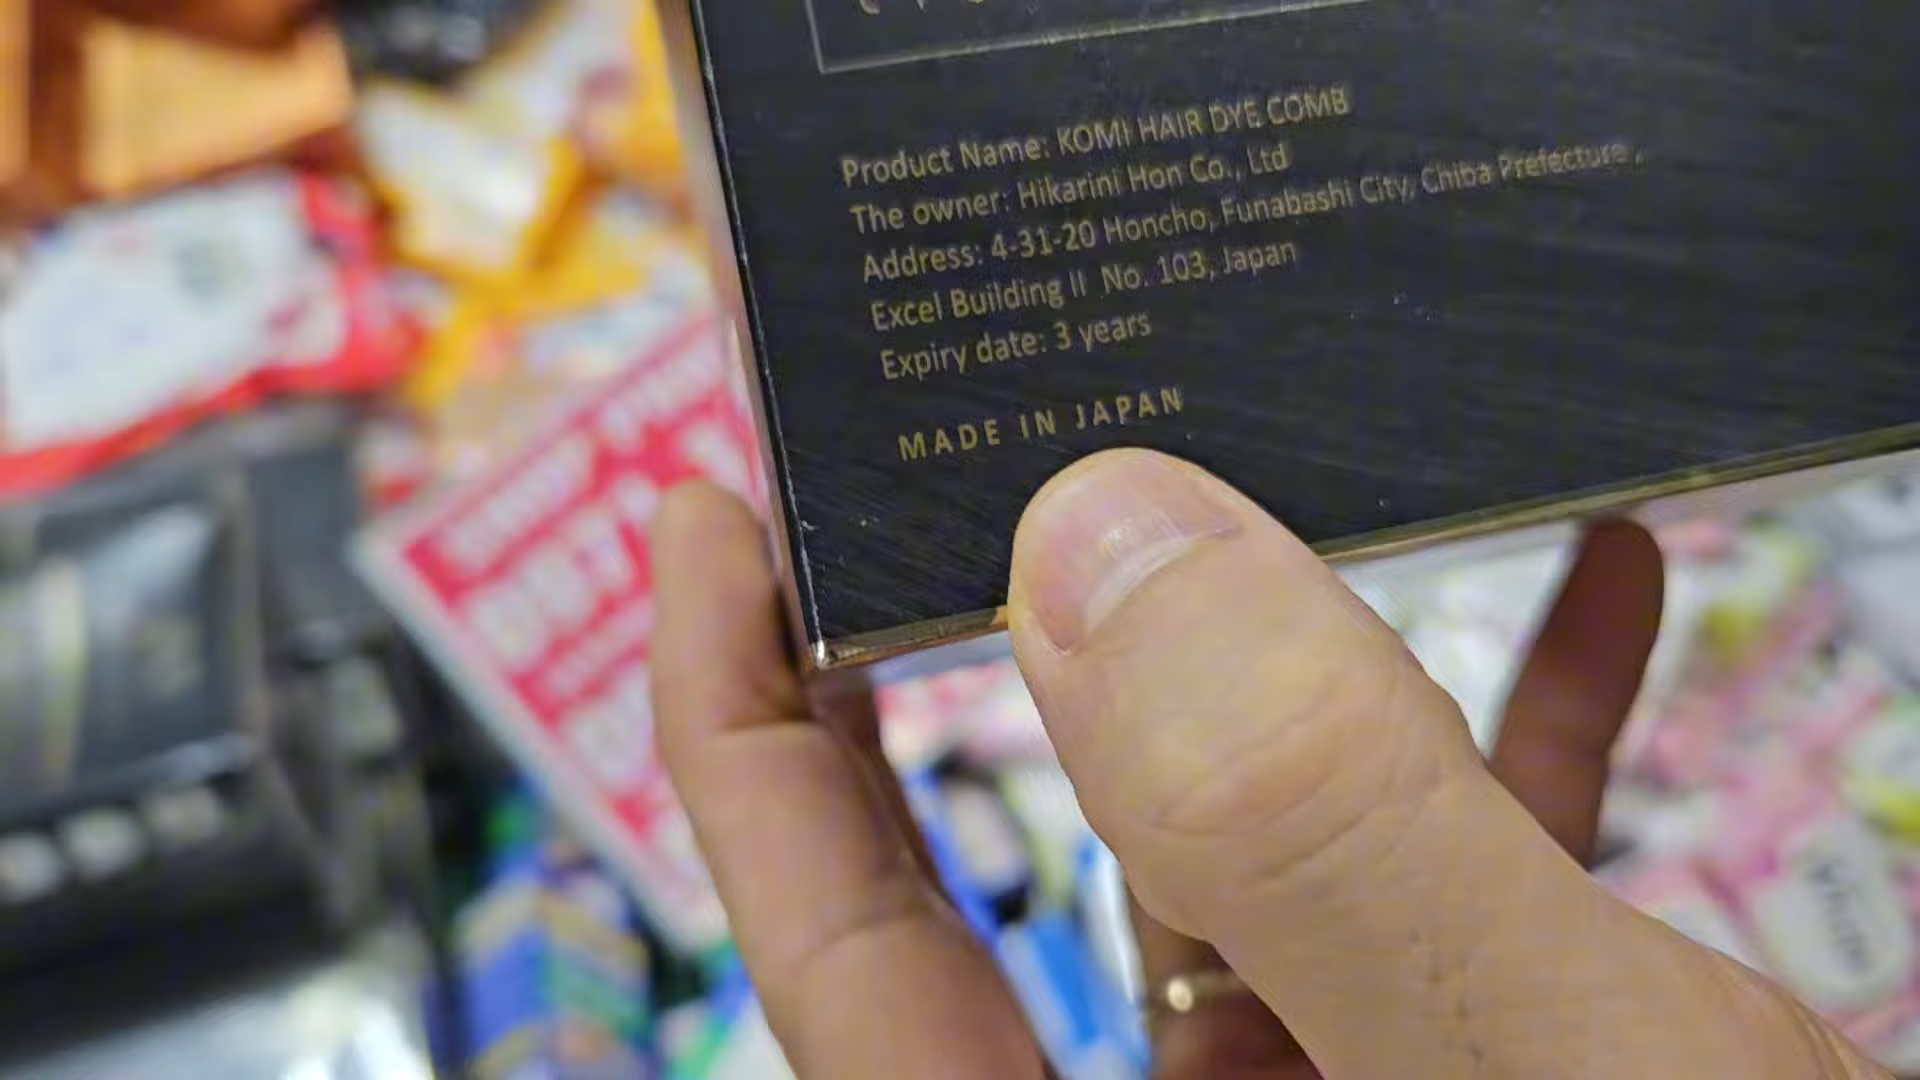 Product Name: KOMI HAIR DYE COMB
The owner: Hikarini Hon Co., Ltd
Address: 4-31-20 Honcho, Funabashi City, Chiba Prefecture ,
Excel Building II No. 103, Japan
Expiry date: 3 years
MADE IN JAPAN